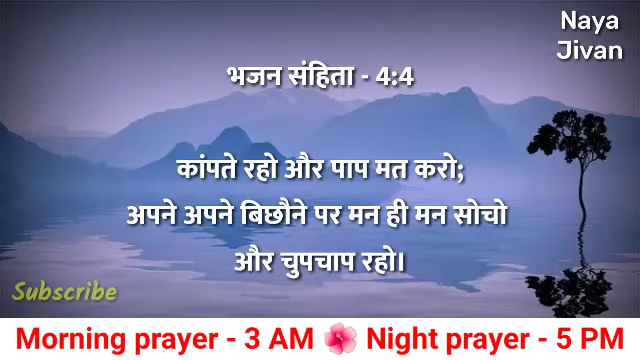 Naya
Jivan
भजन संहिता - 4:4
कांपते रहो और पाप मत करो;
अपने अपने बिछौने पर मन ही मन सोचो
और चुपचाप रहो।
Subscribe
Morning prayer - 3 AM 🌺 Night prayer - 5 PM